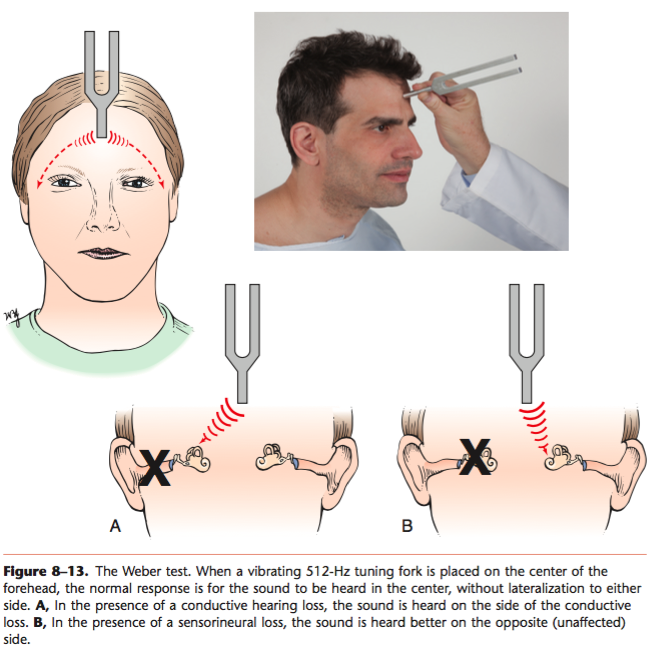 A
B
Figure 8–13. The Weber test. When a vibrating 512-Hz tuning fork is placed on the center of the
forehead, the normal response is for the sound to be heard in the center, without lateralization to either
side. A, In the presence of a conductive hearing loss, the sound is heard on the side of the conductive
loss. B, In the presence of a sensorineural loss, the sound is heard better on the opposite (unaffected)
side.